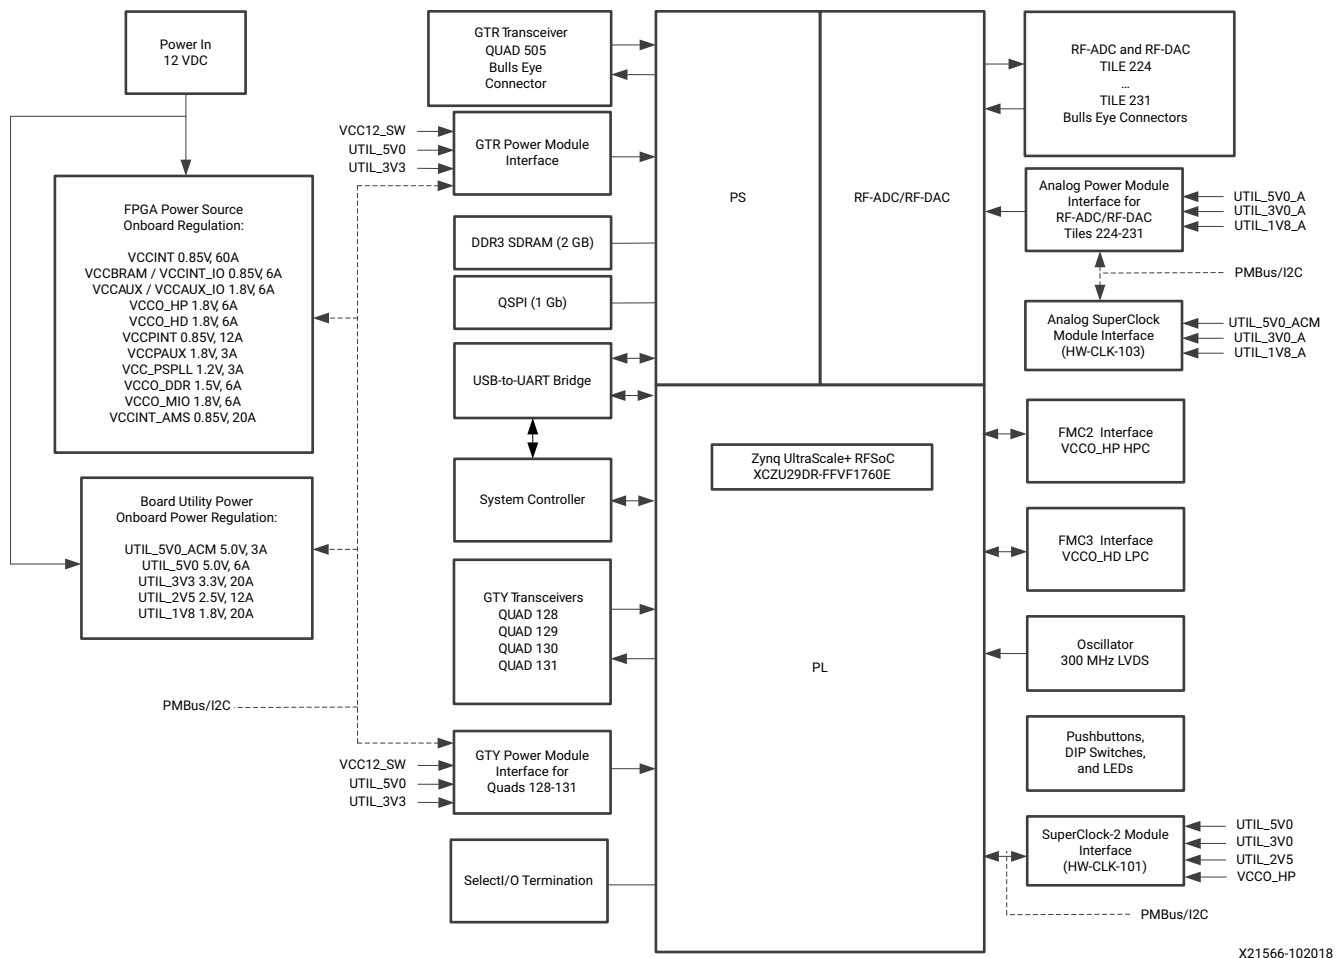 Power In
12 VDC
FPGA Power Source
Onboard Regulation:
VCCINT 0.85V, 60A
VCCBRAM / VCCINT_IO 0.85V, 6A
VCCAUX / VCCAUX_IO 1.8V, 6A
VCCO_HP 1.8V, 6A
VCCO_HD 1.8V, 6A
VCCPINT 0.85V, 12A
VCCPAUX 1.8V, 3A
VCC_PSPLL 1.2V, 3A
VCCO_DDR 1.5V, 6A
VCCO_MIO 1.8V, 6A
VCCINT_AMS 0.85V, 20A
Board Utility Power
Onboard Power Regulation:
UTIL_5V0_ACM 5.0V, 3A
UTIL_5V0 5.0V, 6A
UTIL_3V3 3.3V, 20A
UTIL_2V5 2.5V, 12A
UTIL_1V8 1.8V, 20A
PMBus/I2C
GTR Transceiver
QUAD 505
Bulls Eye
Connector
VCC12_SW
UTIL_5V0
UTIL_3V3
GTR Power Module
Interface
DDR3 SDRAM (2 GB)
QSPI (1 Gb)
USB-to-UART Bridge
System Controller
GTY Transceivers
QUAD 128
QUAD 129
QUAD 130
QUAD 131
VCC12_SW
UTIL_5V0
UTIL_3V3
GTY Power Module
Interface for
Quads 128-131
SelectI/O Termination
PS
RF-ADC/RF-DAC
Zynq UltraScale+ RFSoC
XCZU29DR-FFVF1760E
PL
RF-ADC and RF-DAC
TILE 224
...
TILE 231
Bulls Eye Connectors
Analog Power Module
Interface for
RF-ADC/RF-DAC
Tiles 224-231
UTIL_5V0_A
UTIL_3V0_A
UTIL_1V8_A
PMBus/I2C
Analog SuperClock
Module Interface
(HW-CLK-103)
UTIL_5V0_ACM
UTIL_3V0_A
UTIL_1V8_A
FMC2 Interface
VCCO_HP HPC
FMC3 Interface
VCCO_HD LPC
Oscillator
300 MHz LVDS
Pushbuttons,
DIP Switches,
and LEDs
SuperClock-2 Module
Interface
(HW-CLK-101)
UTIL_5V0
UTIL_3V0
UTIL_2V5
VCCO_HP
PMBus/I2C
X21566-102018